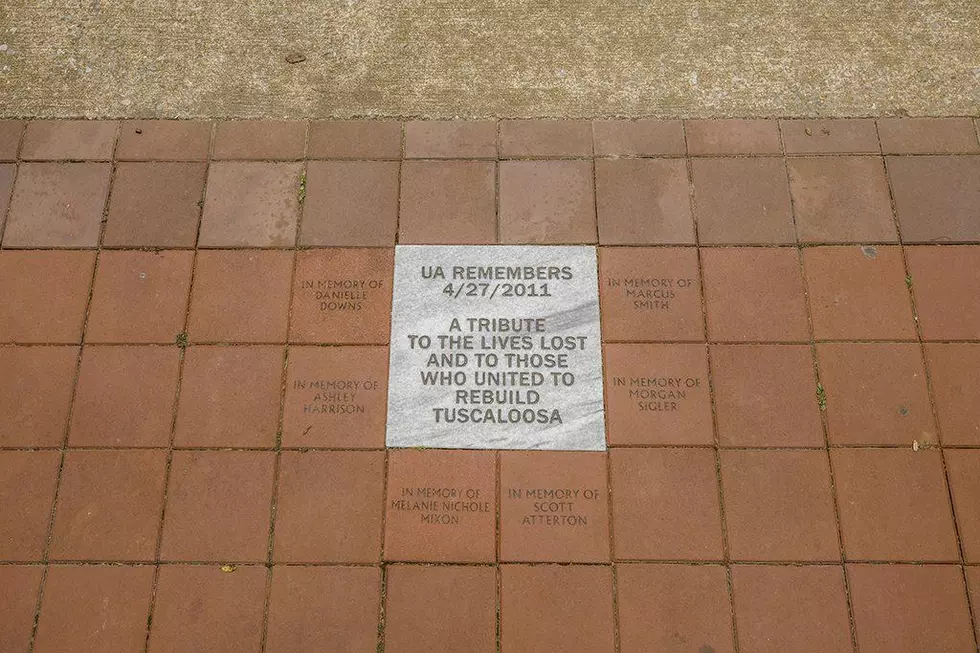 UA REMEMBERS
4/27/2011
A TRIBUTE
TO THE LIVES LOST
AND TO THOSE
WHO UNITED TO
REBUILD
TUSCALOOSA
IN MEMORY OF
DANIELLE
DOWNS
IN MEMORY OF
MARCUS
SMITH
IN MEMORY OF
ASHLEY
HARRISON
IN MEMORY OF
MORGAN
SIGLER
IN MEMORY OF
MELANIE NICHOLE
MIXON
IN MEMORY OF
SCOTT
ATTERTON